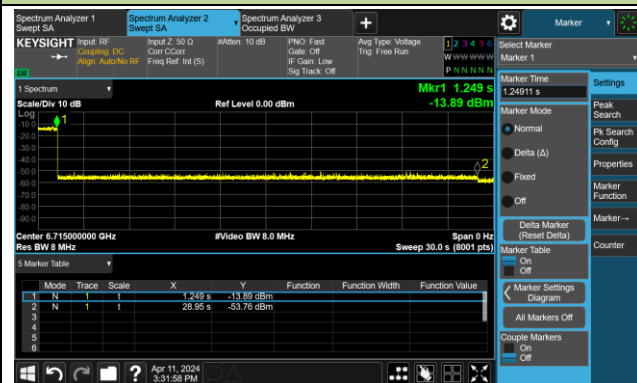 Spectrum Analyzer 1
Swept SA
Spectrum Analyzer 2
Swept SA
Spectrum Analyzer 3
Occupied BW
Marker
KEYSIGHT
Input: RF
Coupling: DC
Align: Auto/No RF
Input Z: 50 Ω
Corr CCorr
Freq Ref: Int (S)
#Atten: 10 dB
PNO: Fast
Gate: Off
IF Gain: Low
Sig Track: Off
Avg Type: Voltage
Trig: Free Run
1 2 3 4 5 6
W W W W W W
P N N N N N
Select Marker
Marker 1
1 Spectrum
Scale/Div 10 dB
Ref Level 0.00 dBm
Mkr1 1.249 s
-13.89 dBm
Log
-10.0
-20.0
-30.0
-40.0
-50.0
-60.0
-70.0
-80.0
-90.0
1
2
Center 6.715000000 GHz
Res BW 8 MHz
#Video BW 8.0 MHz
Span 0 Hz
Sweep 30.0 s (8001 pts)
5 Marker Table
Mode Trace Scale X Y Function Function Width Function Value
1 N 1 t 1.249 s -13.89 dBm
2 N 1 t 28.95 s -53.76 dBm
3
4
5
6
Marker Time
1.24911 s
Marker Mode
Normal
Delta (Δ)
Fixed
Off
Delta Marker
(Reset Delta)
Marker Table
On
Off
Marker Settings
Diagram
All Markers Off
Couple Markers
On
Off
Settings
Peak
Search
Pk Search
Config
Properties
Marker
Function
Marker→
Counter
Apr 11, 2024
3:31:58 PM